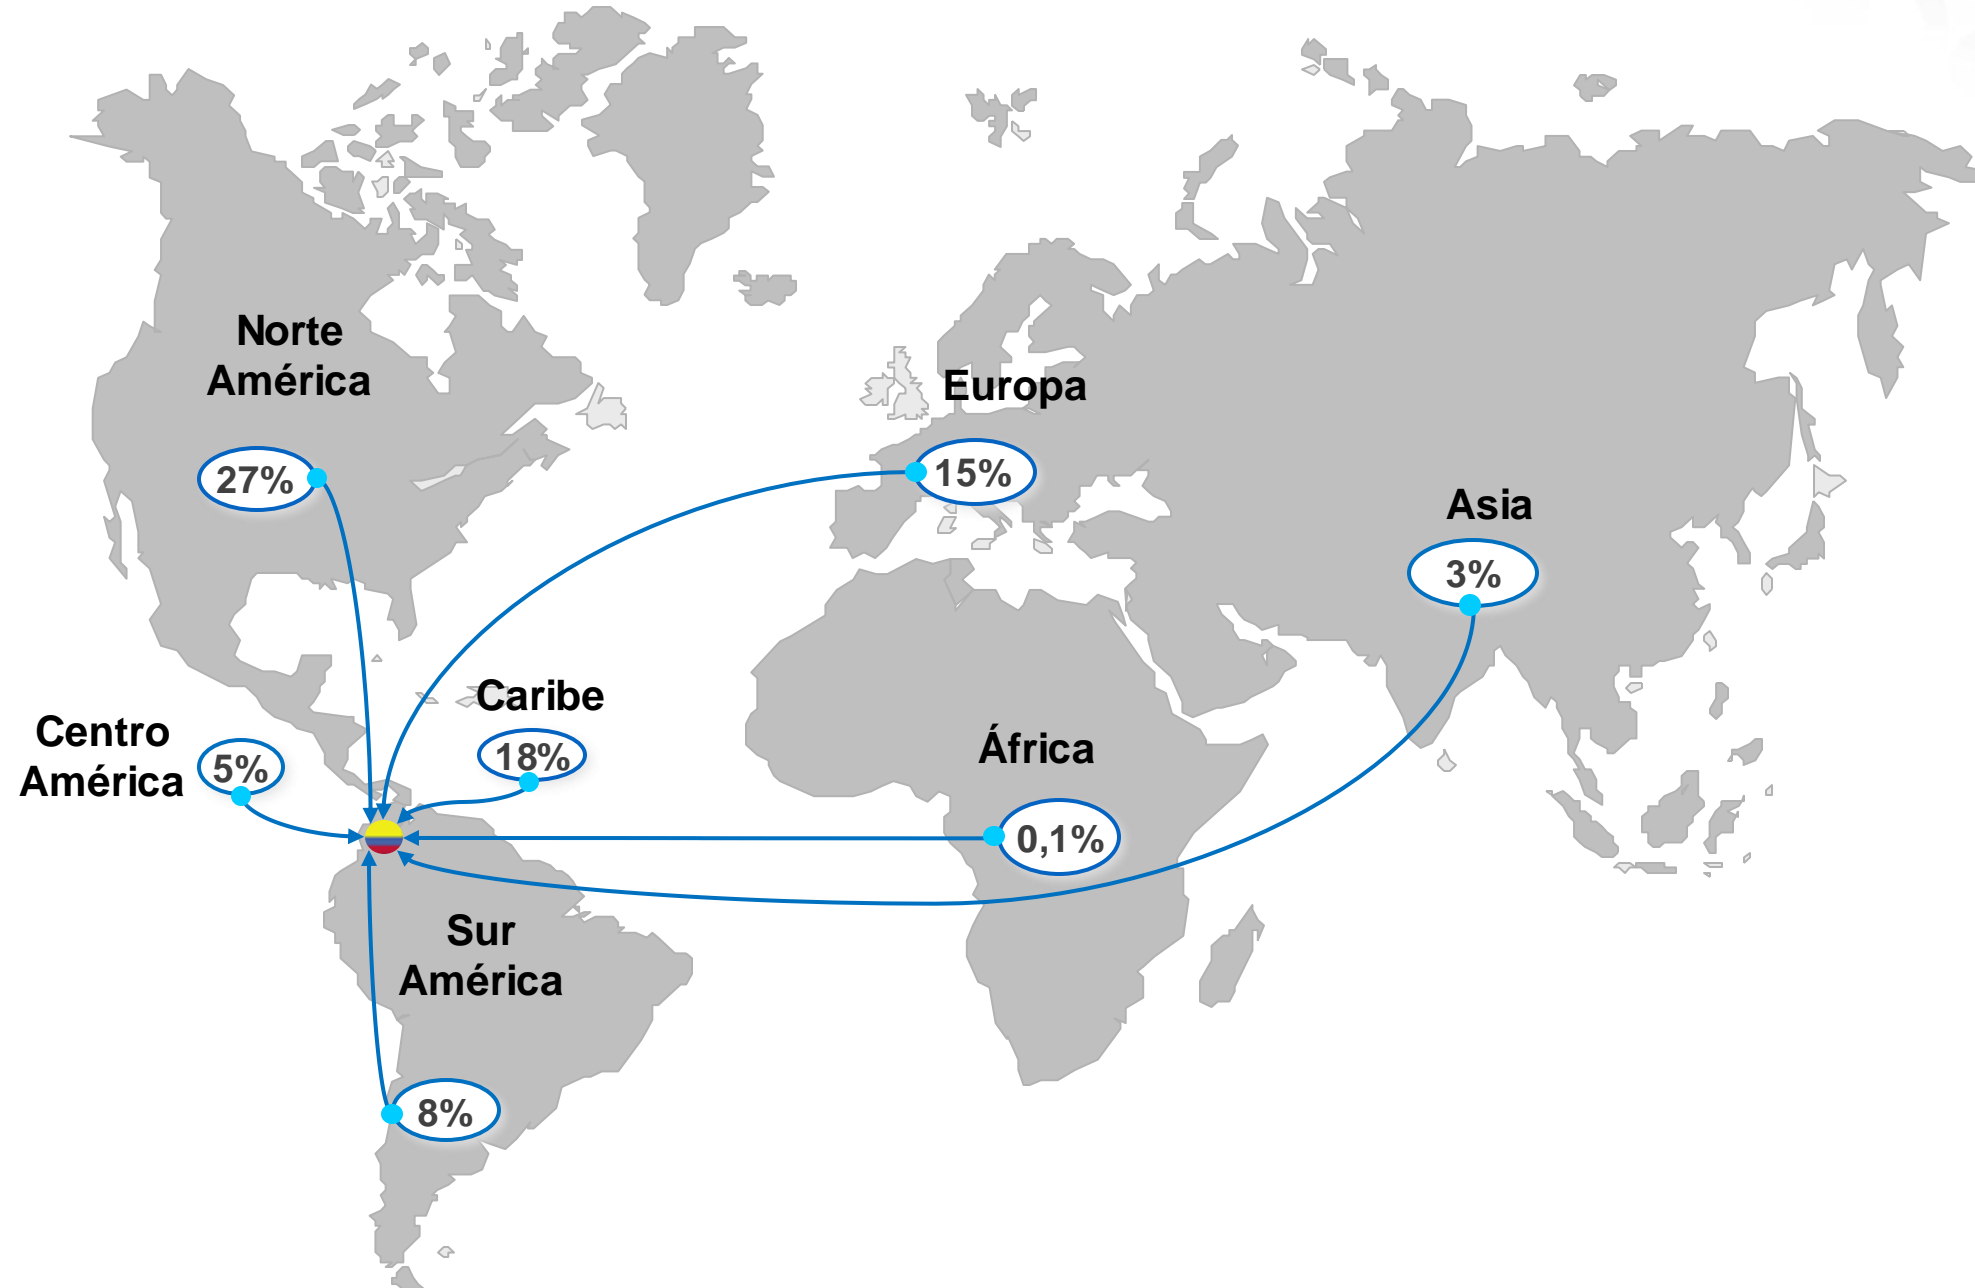 Norte
América
27%
Europa
15%
Asia
3%
Caribe
18%
Centro
América
5%
África
0,1%
Sur
América
8%